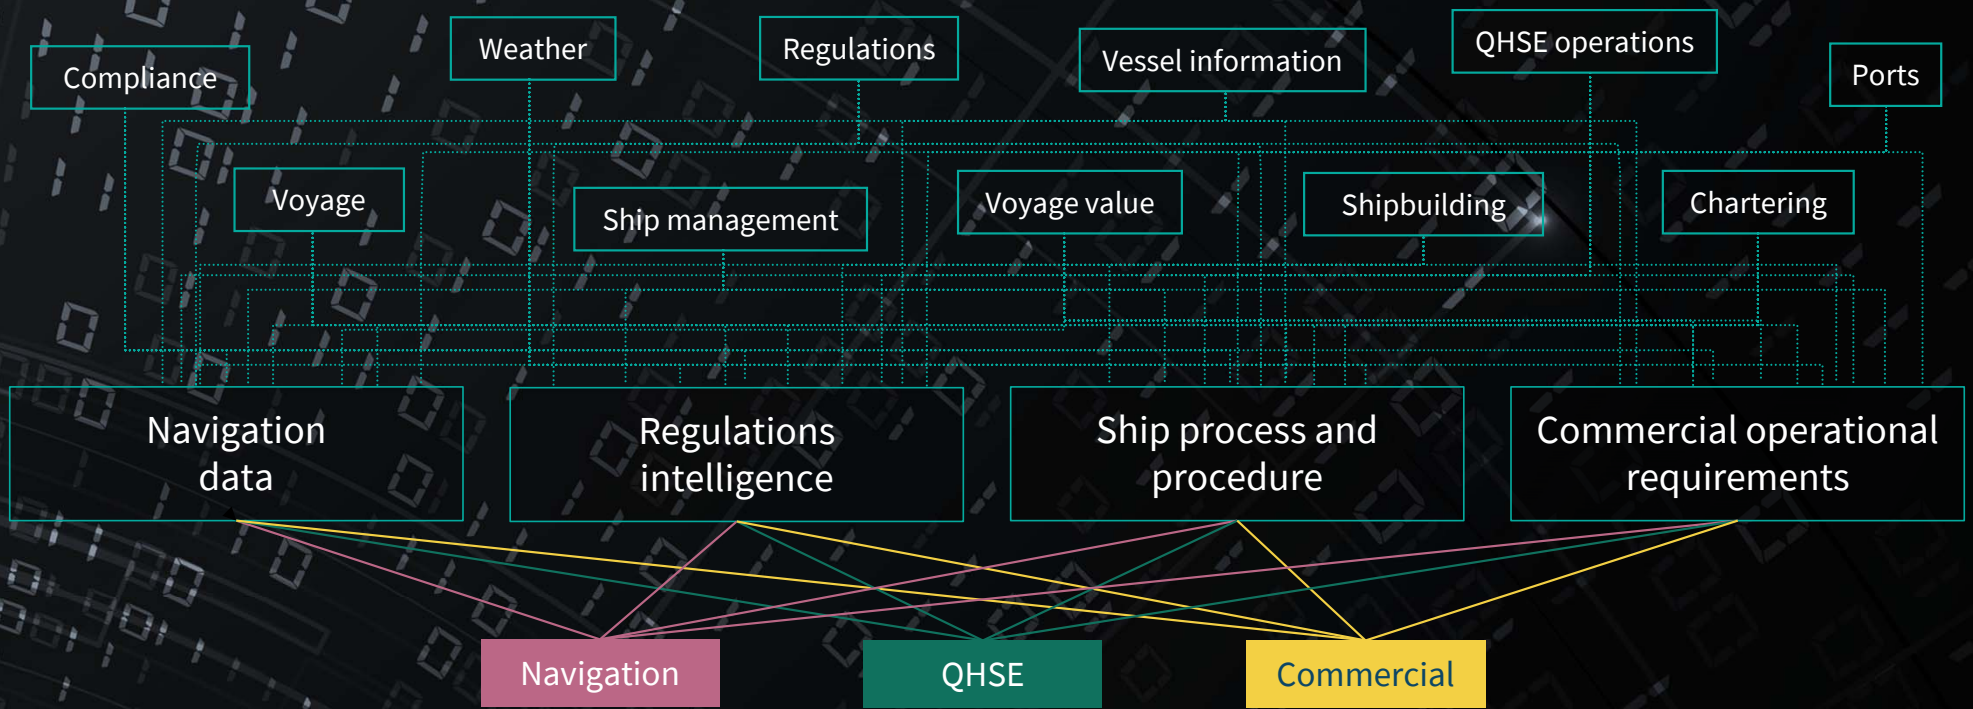 Compliance
Weather
Regulations
Vessel information
QHSE operations
Ports
Voyage
Ship management
Voyage value
Shipbuilding
Chartering
Navigation
data
Regulations
intelligence
Ship process and
procedure
Commercial operational
requirements
Navigation
QHSE
Commercial